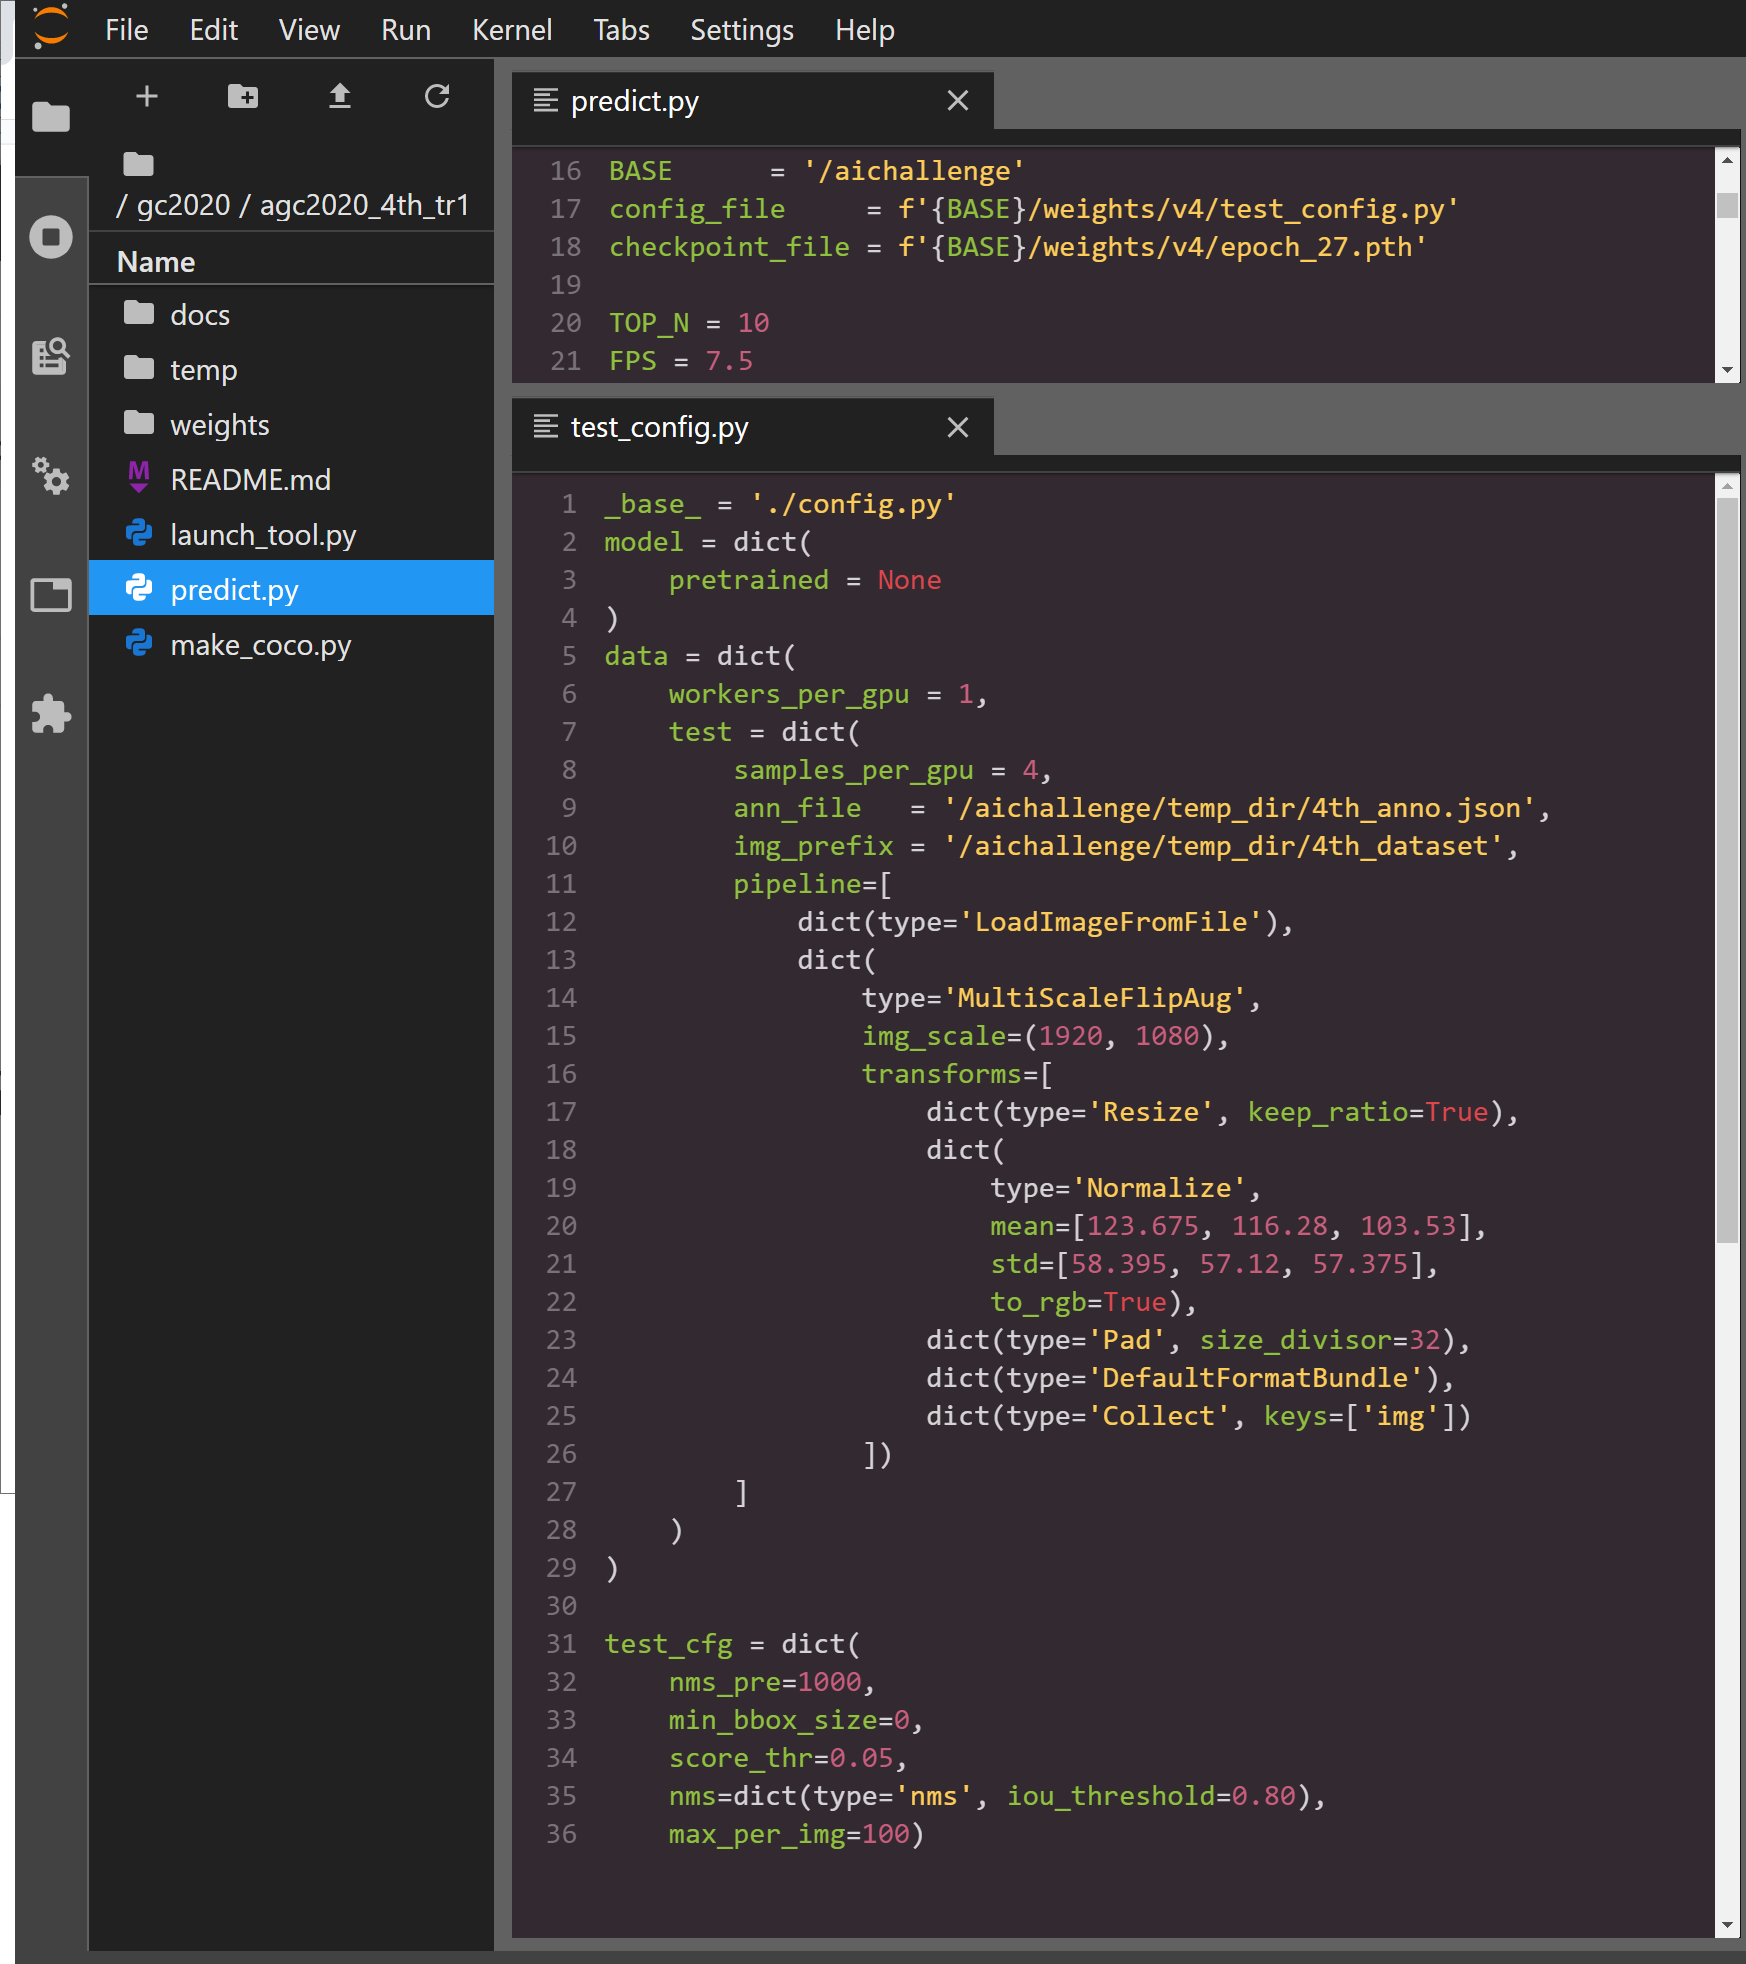 File Edit View Run Kernel Tabs Settings Help
/ gc2020 / agc2020_4th_tr1
Name
docs
temp
weights
README.md
launch_tool.py
predict.py
make_coco.py
predict.py
16 BASE      = '/aichallenge'
17 config_file     = f'{BASE}/weights/v4/test_config.py'
18 checkpoint_file = f'{BASE}/weights/v4/epoch_27.pth'
19
20 TOP_N = 10
21 FPS = 7.5
test_config.py
1 _base_ = './config.py'
2 model = dict(
3     pretrained = None
4 )
5 data = dict(
6     workers_per_gpu = 1,
7     test = dict(
8         samples_per_gpu = 4,
9         ann_file   = '/aichallenge/temp_dir/4th_anno.json',
10         img_prefix = '/aichallenge/temp_dir/4th_dataset',
11         pipeline=[
12             dict(type='LoadImageFromFile'),
13             dict(
14                 type='MultiScaleFlipAug',
15                 img_scale=(1920, 1080),
16                 transforms=[
17                     dict(type='Resize', keep_ratio=True),
18                     dict(
19                         type='Normalize',
20                         mean=[123.675, 116.28, 103.53],
21                         std=[58.395, 57.12, 57.375],
22                         to_rgb=True),
23                     dict(type='Pad', size_divisor=32),
24                     dict(type='DefaultFormatBundle'),
25                     dict(type='Collect', keys=['img'])
26                 ])
27         ]
28     )
29 )
30
31 test_cfg = dict(
32     nms_pre=1000,
33     min_bbox_size=0,
34     score_thr=0.05,
35     nms=dict(type='nms', iou_threshold=0.80),
36     max_per_img=100)